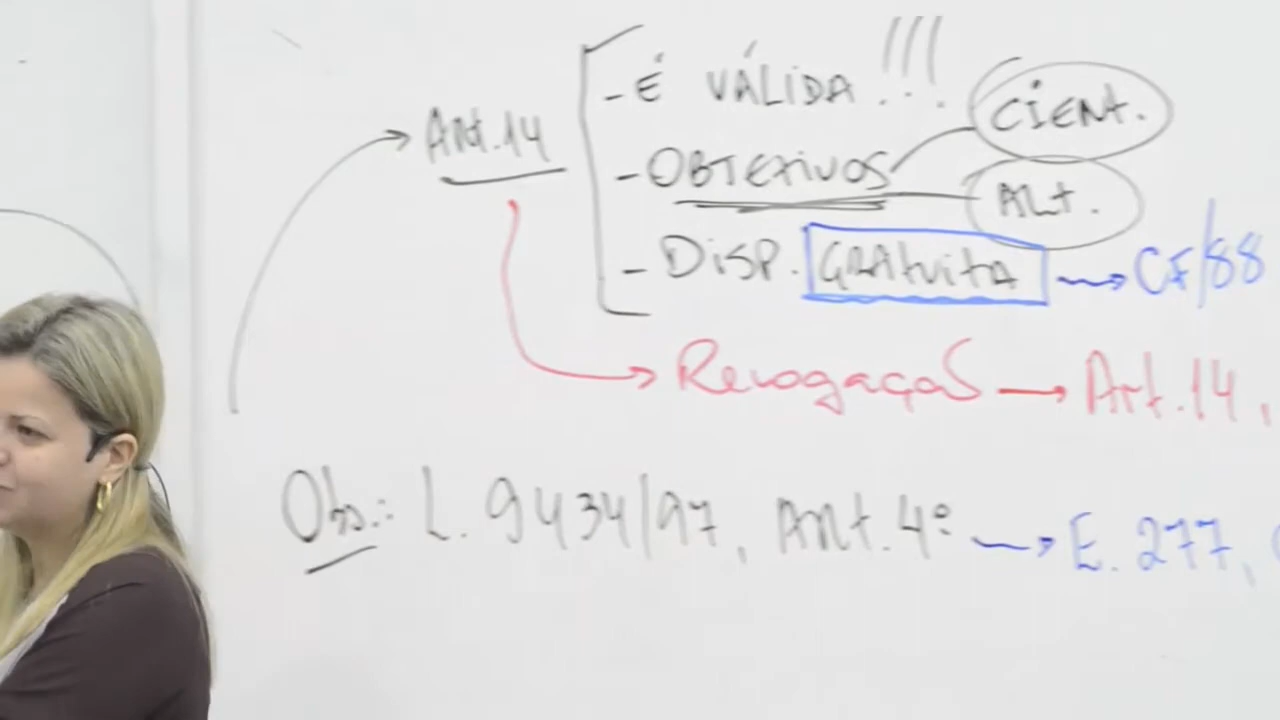 Art.14
- É VÁLIDA!!!
- OBJETIVOS
CIENT.
ALT.
- DISP. GRATUITA → CF/88
→ Revogação → Art.14,
Obs.: L. 9434/97, Art. 4º → E. 277,